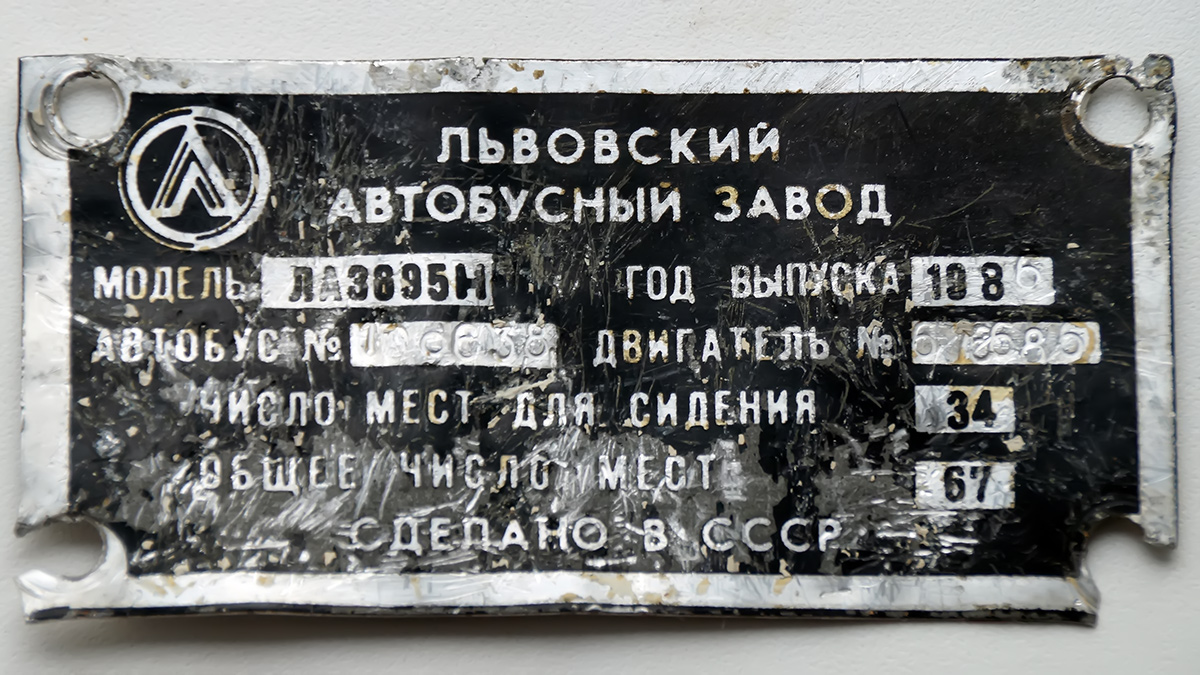 ЛЬВОВСКИЙ
АВТОБУСНЫЙ ЗАВОД
МОДЕЛЬ ЛАЗ695Н ГОД ВЫПУСКА 1986
АВТОБУС № ДВИГАТЕЛЬ №
ЧИСЛО МЕСТ ДЛЯ СИДЕНИЯ 34
ОБЩЕЕ ЧИСЛО МЕСТ 67
СДЕЛАНО В СССР